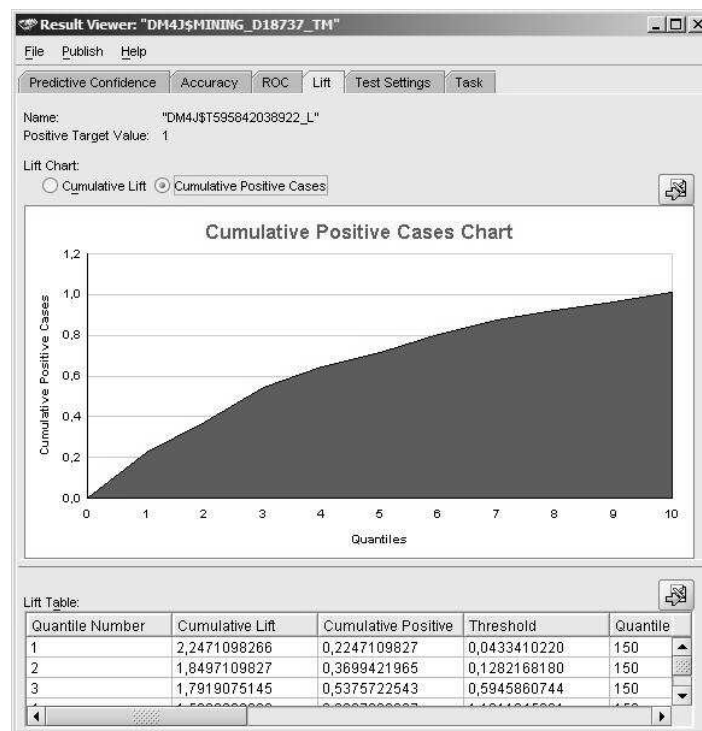 Result Viewer: "DM4J$MINING_D18737_TM"
File Publish Help
Predictive Confidence Accuracy ROC Lift Test Settings Task
Name: "DM4J$T595842038922_L"
Positive Target Value: 1
Lift Chart:
Cumulative Lift Cumulative Positive Cases
Cumulative Positive Cases Chart
1,2
1,0
0,8
0,6
0,4
0,2
0,0
Cumulative Positive Cases
0 1 2 3 4 5 6 7 8 9 10
Quantiles
Lift Table:
Quantile Number Cumulative Lift Cumulative Positive Threshold Quantile
1 2,2471098266 0,2247109827 0,0433410220 150
2 1,8497109827 0,3699421965 0,1282168180 150
3 1,7919075145 0,5375722543 0,5945860744 150